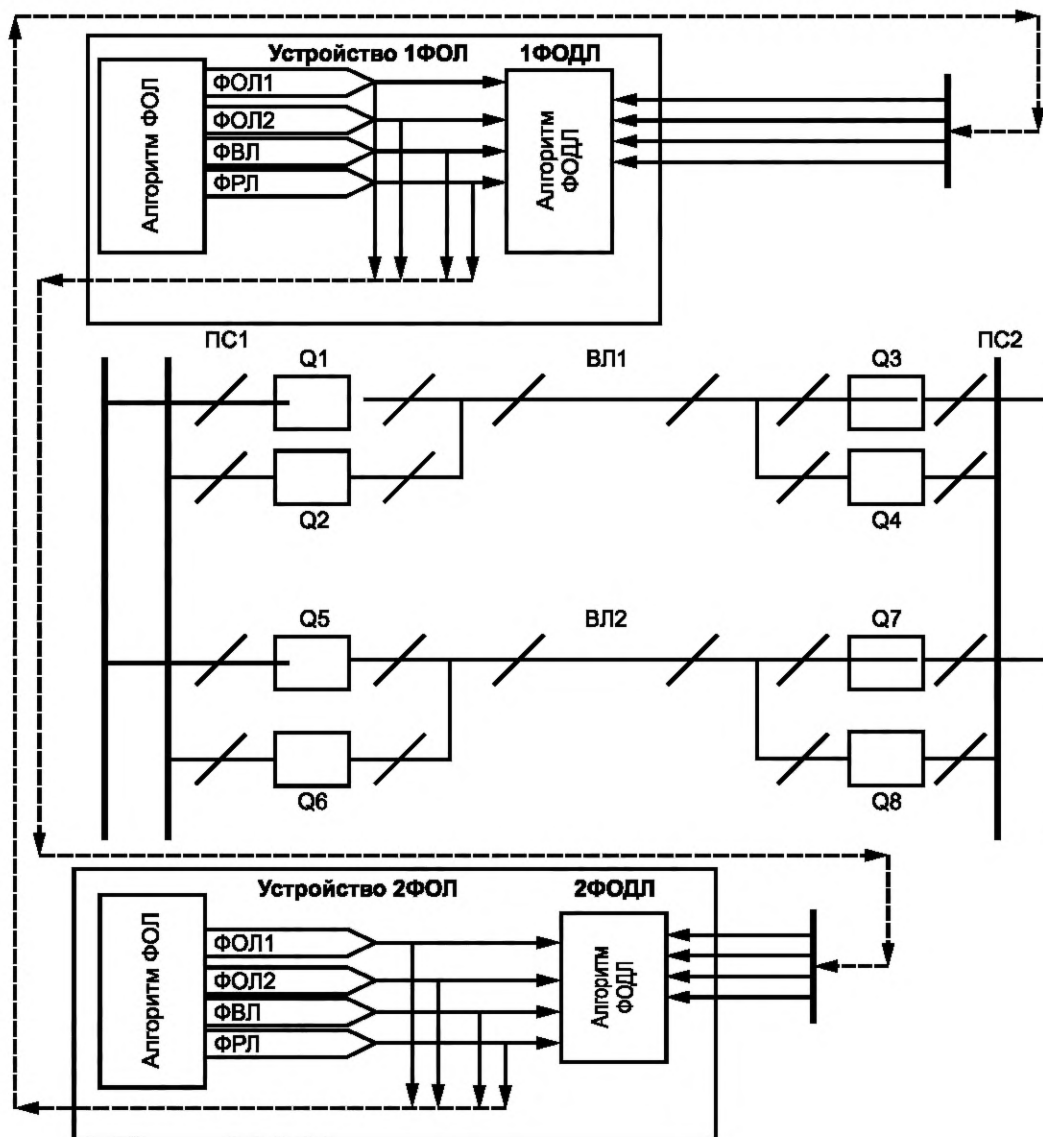 Устройство 1ФОЛ
1ФОДЛ
Алгоритм ФОЛ
ФОЛ1
ФОЛ2
ФВЛ
ФРЛ
Алгоритм
ФОДЛ
ПС1
Q1
ВЛ1
Q3
ПС2
Q2
Q4
Q5
ВЛ2
Q7
Q6
Q8
Устройство 2ФОЛ
2ФОДЛ
Алгоритм ФОЛ
ФОЛ1
ФОЛ2
ФВЛ
ФРЛ
Алгоритм
ФОДЛ